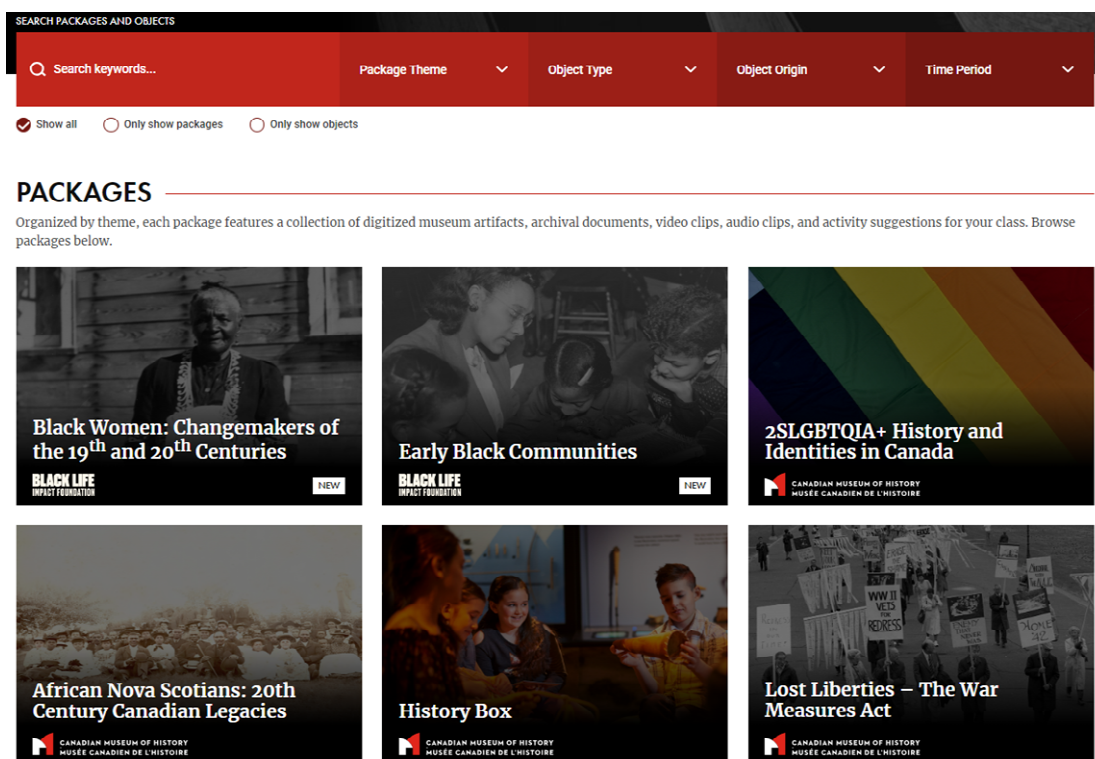 SEARCH PACKAGES AND OBJECTS
Search keywords...
Package Theme
Object Type
Object Origin
Time Period
Show all
Only show packages
Only show objects
PACKAGES
Organized by theme, each package features a collection of digitized museum artifacts, archival documents, video clips, audio clips, and activity suggestions for your class. Browse
packages below.
Black Women: Changemakers of
the 19th and 20th Centuries
BLACK LIFE
IMPACT FOUNDATION
NEW
Early Black Communities
BLACK LIFE
IMPACT FOUNDATION
NEW
2SLGBTQIA+ History and
Identities in Canada
CANADIAN MUSEUM OF HISTORY
MUSÉE CANADIEN DE L'HISTOIRE
African Nova Scotians: 20th
Century Canadian Legacies
CANADIAN MUSEUM OF HISTORY
MUSÉE CANADIEN DE L'HISTOIRE
History Box
CANADIAN MUSEUM OF HISTORY
MUSÉE CANADIEN DE L'HISTOIRE
WW II
VETS
FOR
REDRESS
Lost Liberties – The War
Measures Act
CANADIAN MUSEUM OF HISTORY
MUSÉE CANADIEN DE L'HISTOIRE